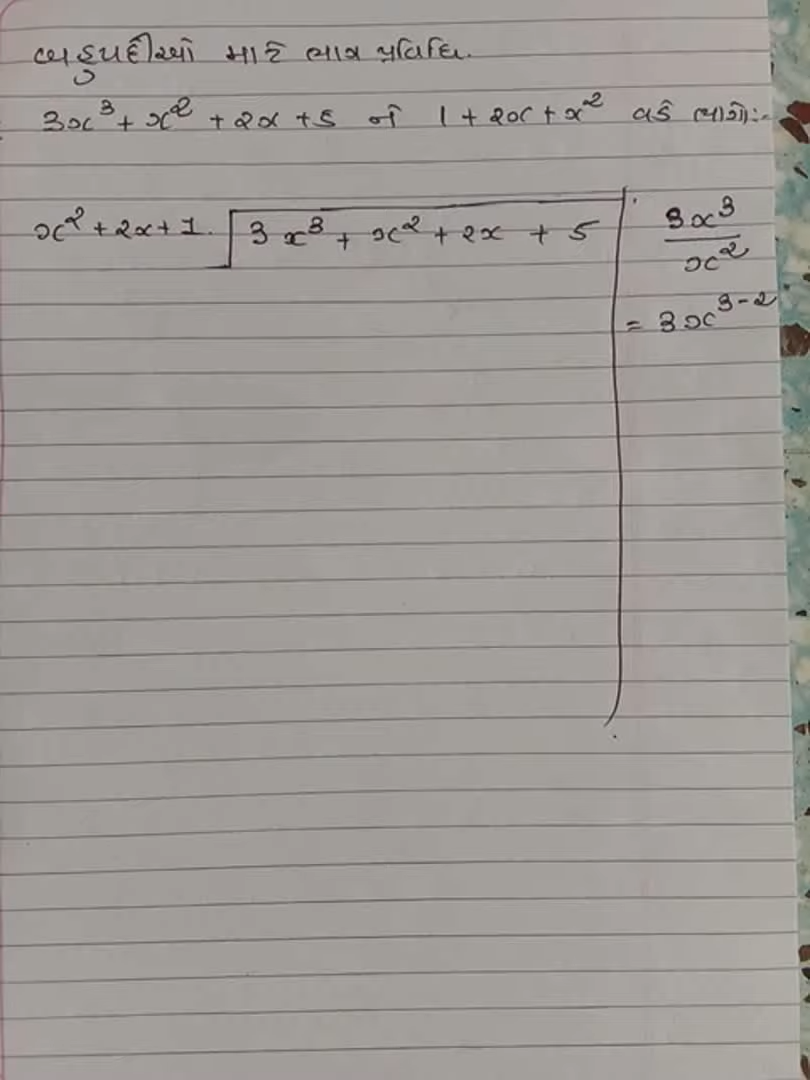 બહુપદીઓ માટે ભાગ પ્રવિધિ.
3x³ + x² + 2x + 5 ને 1 + 2x + x² વડે ભાગો:-
x² + 2x + 1. 3x³ + x² + 2x + 5
3x³/x²
= 3x³⁻²